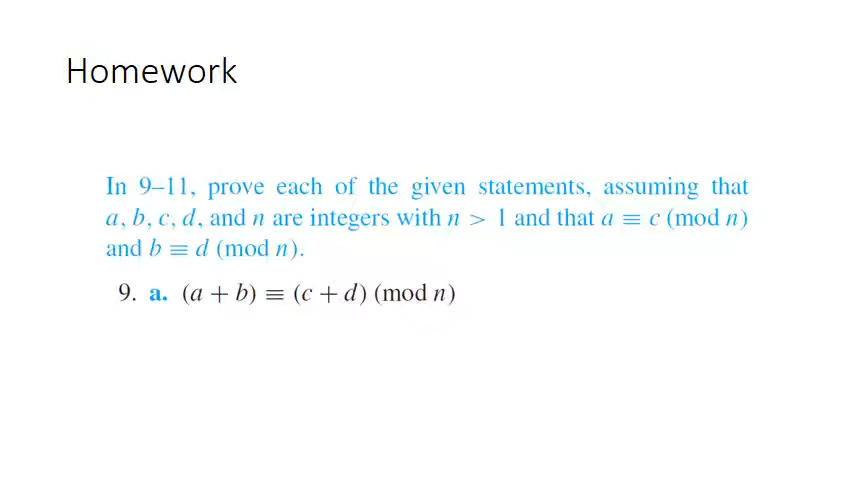 Homework
In 9–11, prove each of the given statements, assuming that
a, b, c, d, and n are integers with n > 1 and that a ≡ c (mod n)
and b ≡ d (mod n).
9. a. (a + b) ≡ (c + d) (mod n)